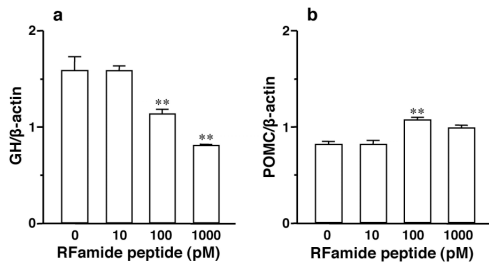 a
GH/β-actin
2
1
0
**
**
0 10 100 1000
RFamide peptide (pM)
b
POMC/β-actin
2
1
0
**
0 10 100 1000
RFamide peptide (pM)